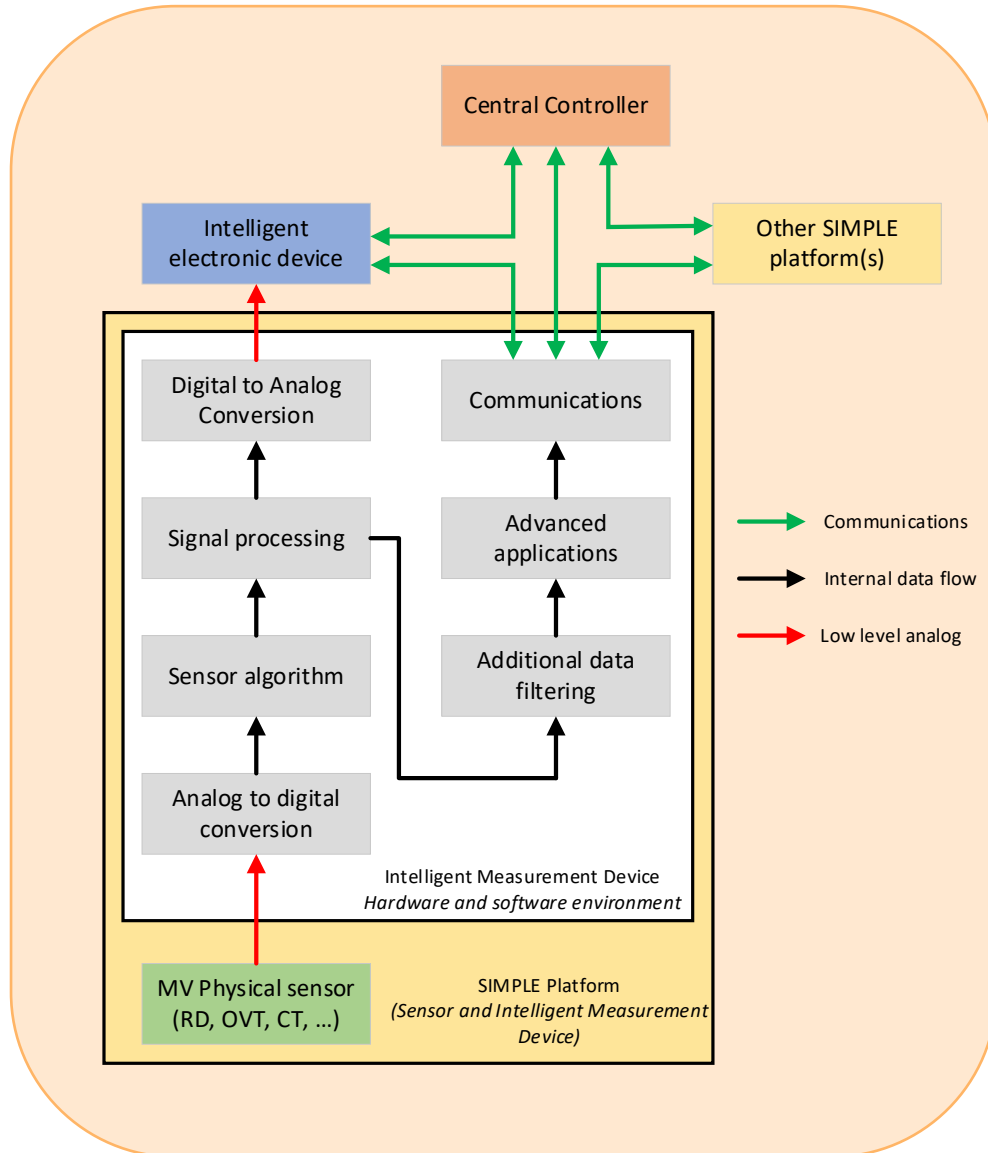 Central Controller
Intelligent
electronic device
Other SIMPLE
platform(s)
Digital to Analog
Conversion
Communications
Signal processing
Advanced
applications
Sensor algorithm
Additional data
filtering
Analog to digital
conversion
Intelligent Measurement Device
Hardware and software environment
MV Physical sensor
(RD, OVT, CT, ...)
SIMPLE Platform
(Sensor and Intelligent Measurement
Device)
Communications
Internal data flow
Low level analog